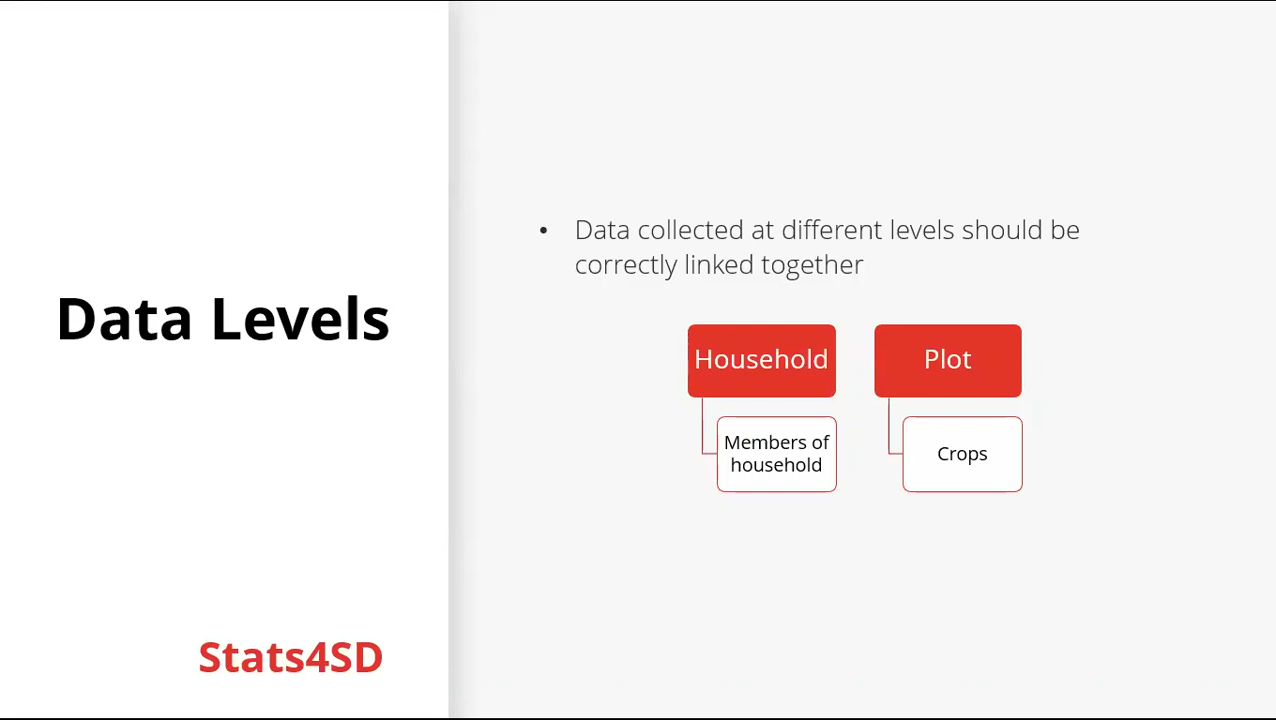 Data Levels
Stats4SD
• Data collected at different levels should be
correctly linked together
Household
Plot
Members of
household
Crops